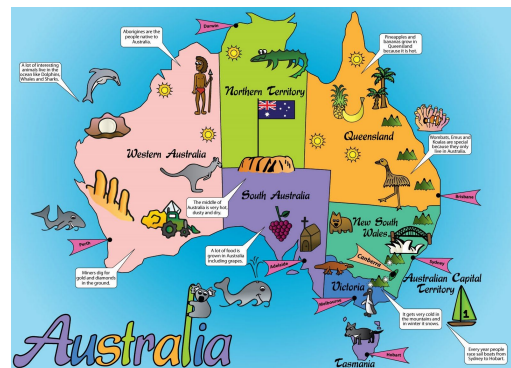 Darwin
Aborigines are the
people native to
Australia.
Pineapples and
bananas grow in
Queensland
because it is hot.
A lot of interesting
animals live in the
ocean like Dolphins,
Whales and Sharks.
Northern Territory
Queensland
Western Australia
Wombats, Emus and
Koalas are special
because they only
live in Australia.
South Australia
The middle of
Australia is very hot,
dusty and dry.
Brisbane
New South
Wales
Perth
A lot of food is
grown in Australia
including grapes.
Adelaide
Canberra
Sydney
Miners dig for
gold and diamonds
in the ground.
Australian Capital
Territory
Victoria
Melbourne
It gets very cold in
the mountains and
in winter it snows.
1
Australia
Every year people
race sail boats from
Sydney to Hobart.
Hobart
Tasmania